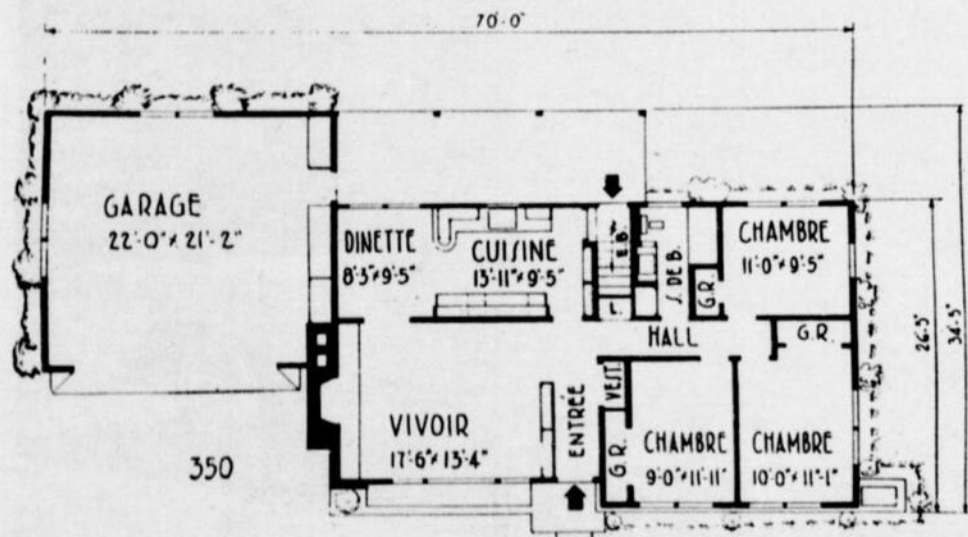 70'-0"
GARAGE
22'-0" x 21'-2"
DINETTE
8'-3" x 9'-5"
CUISINE
13'-11" x 9'-5"
E.B.
S. DE B.
G.R.
CHAMBRE
11'-0" x 9'-5"
G.R.
HALL
26'-5"
34'-5"
VIVOIR
17'-6" x 13'-4"
ENTRÉE
VEST.
G.R.
CHAMBRE
9'-0" x 11'-11"
CHAMBRE
10'-0" x 11'-1"
350